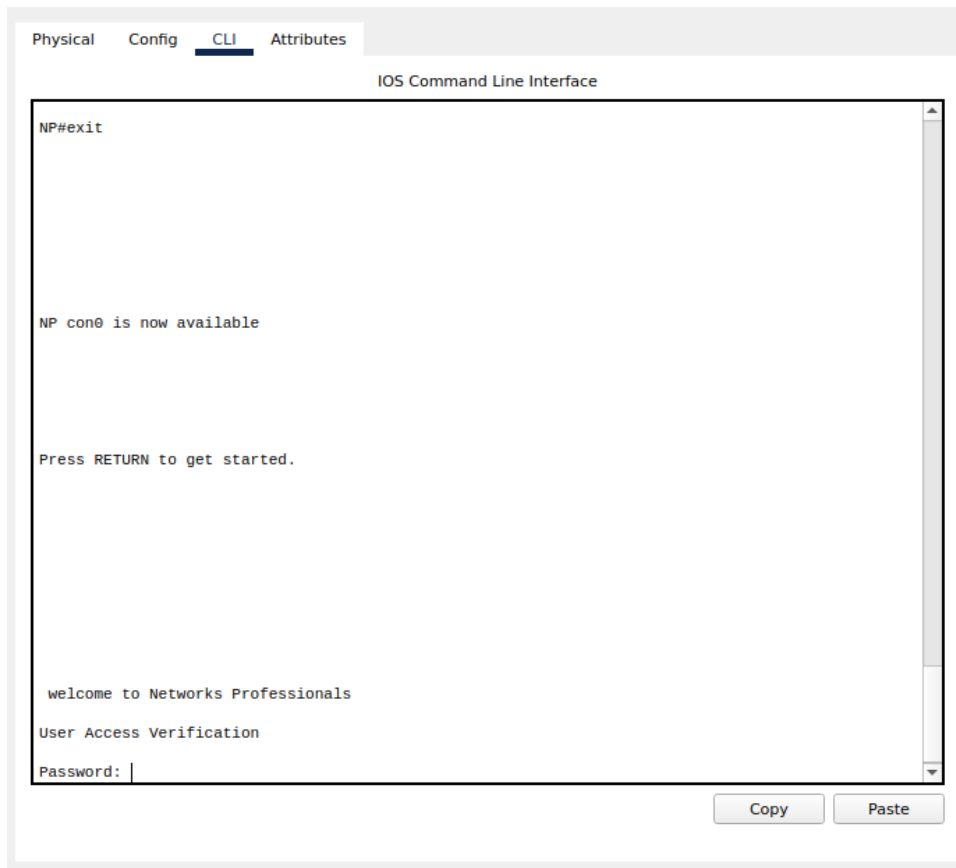 Physical Config CLI Attributes
IOS Command Line Interface
NP#exit
NP con0 is now available
Press RETURN to get started.
welcome to Networks Professionals
User Access Verification
Password:
Copy Paste